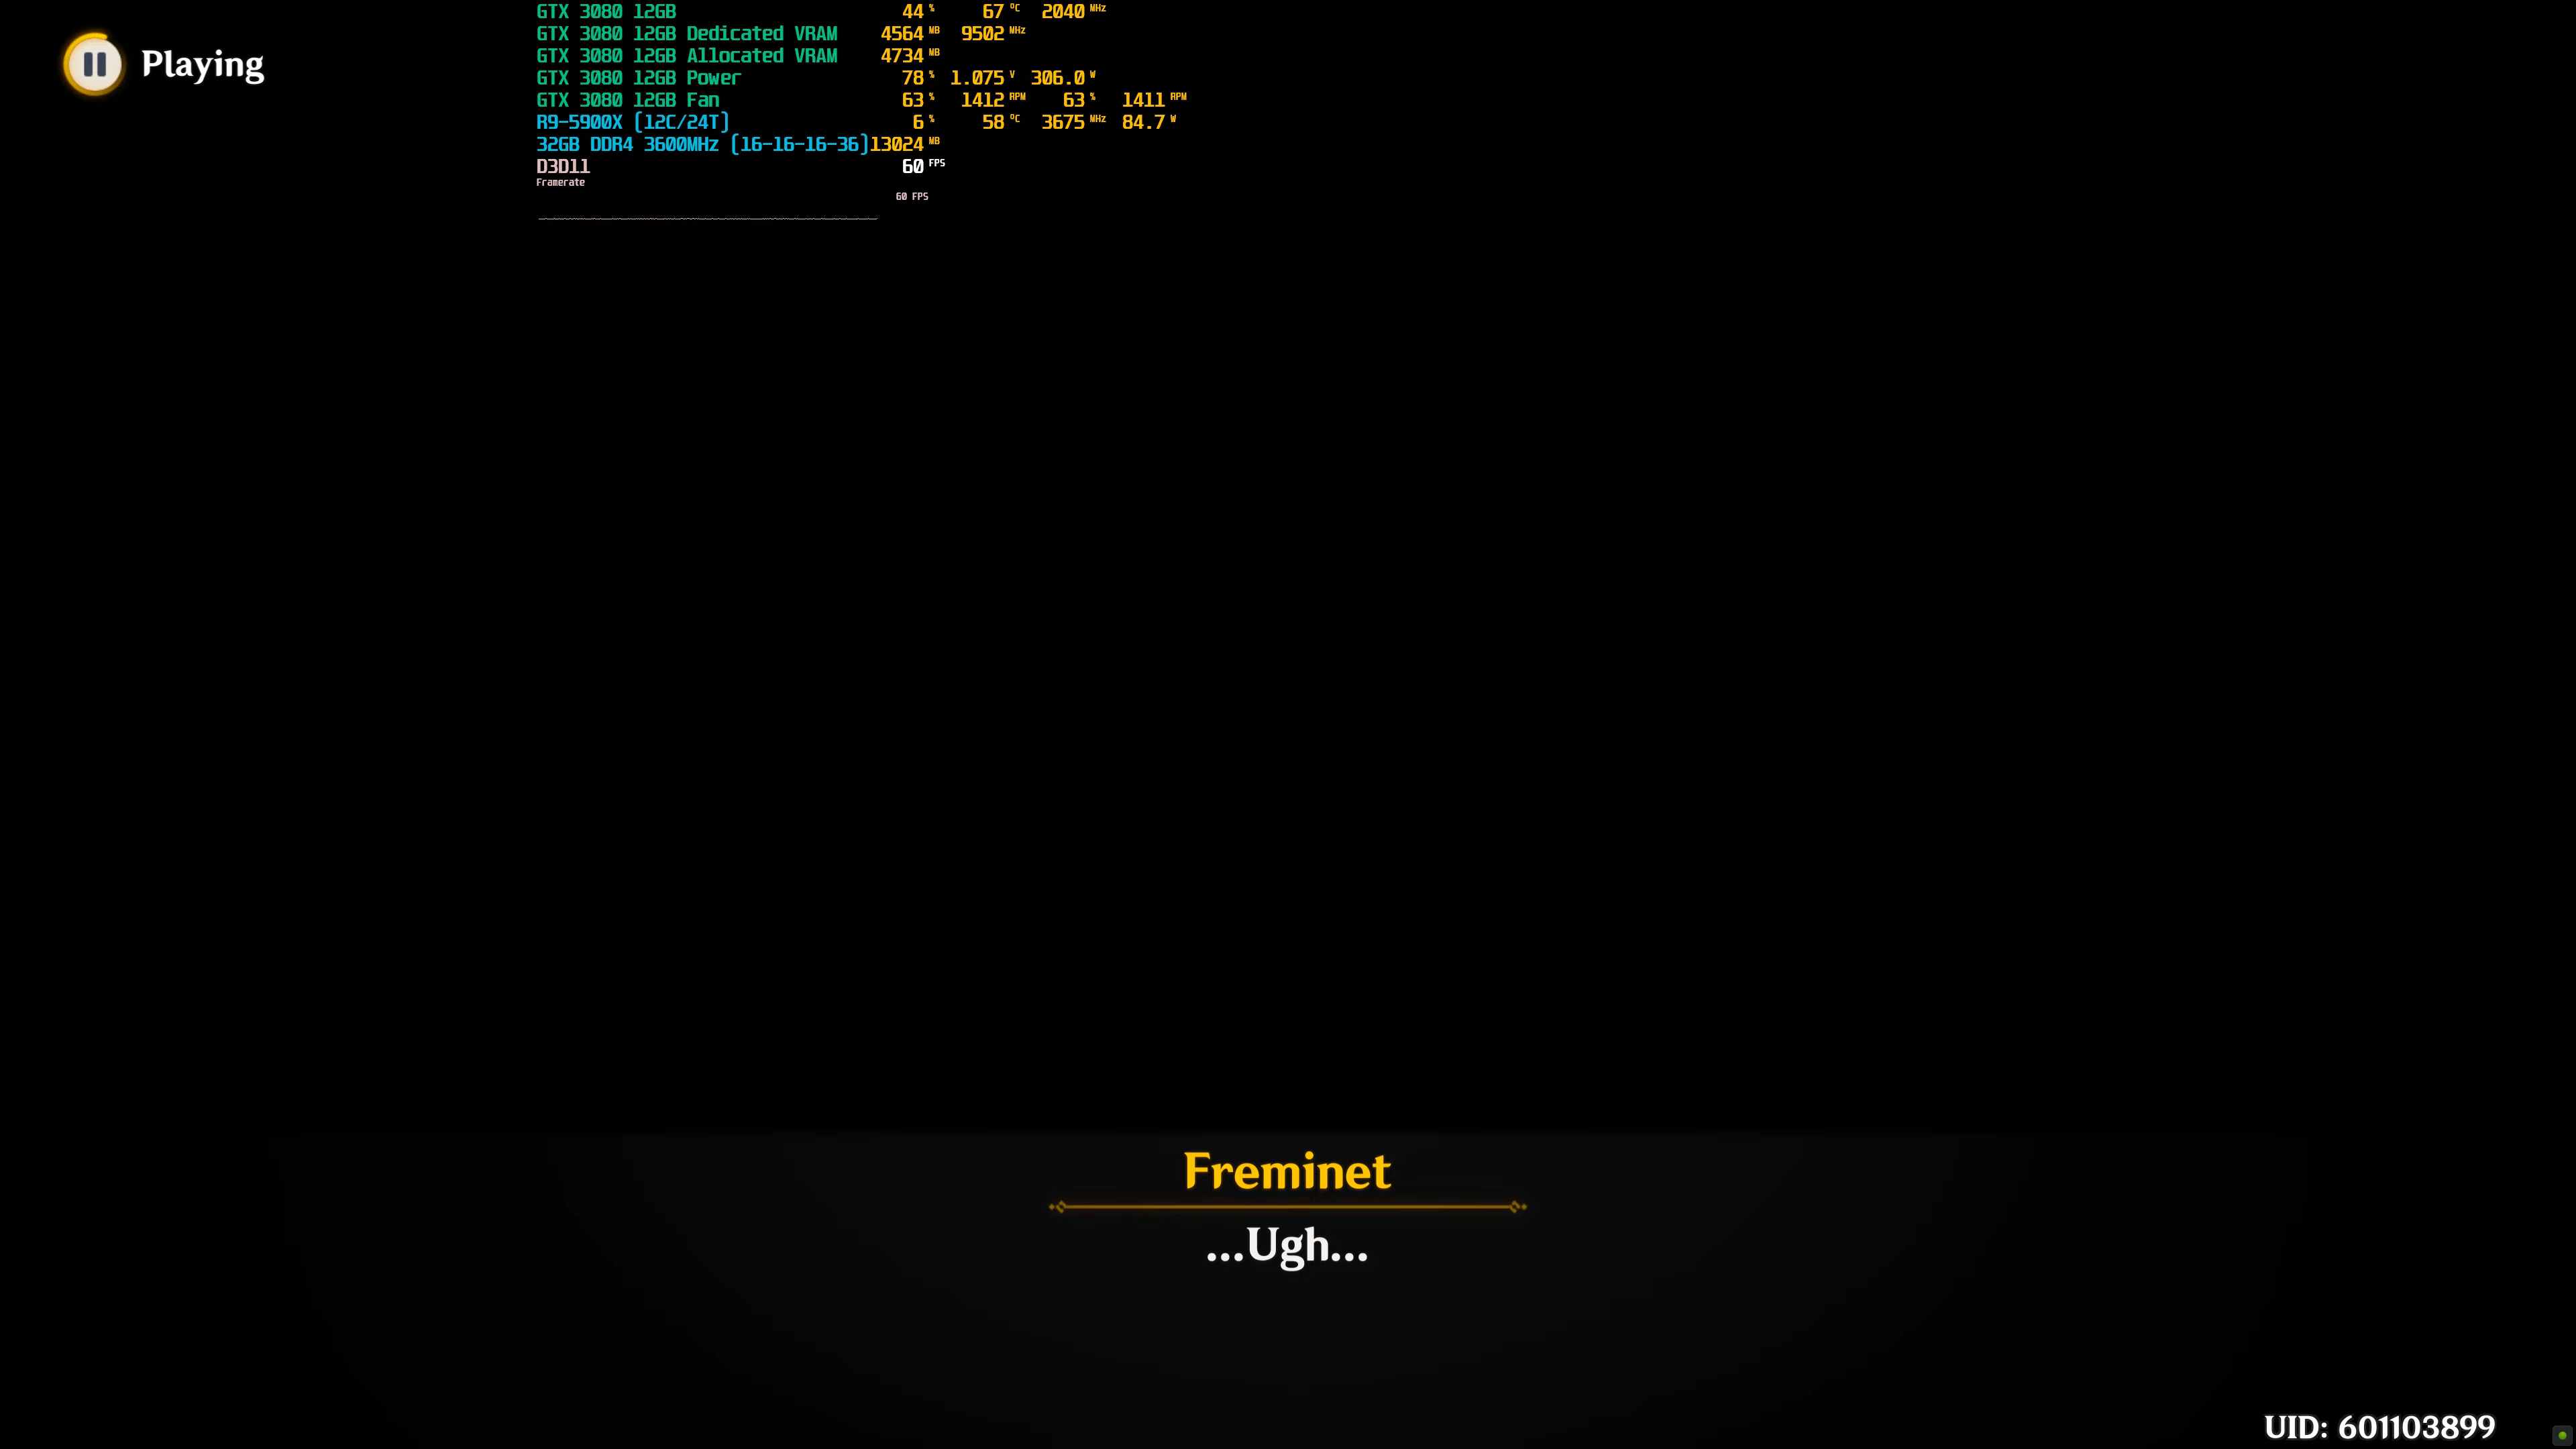 GTX 3080 12GB 44 % 67 °C 2040 MHz
Playing
GTX 3080 12GB Dedicated VRAM 4564 MB 9502 MHz
GTX 3080 12GB Allocated VRAM 4734 MB
GTX 3080 12GB Power 78 % 1.075 V 306.0 W
GTX 3080 12GB Fan 63 % 1412 RPM 63 % 1411 RPM
R9-5900X (12C/24T) 6 % 58 °C 3675 MHz 84.7 W
32GB DDR4 3600MHz (16-16-16-36) 13024 MB
D3D11 60 FPS
Framerate
60 FPS
Freminet
...Ugh...
UID: 601103899